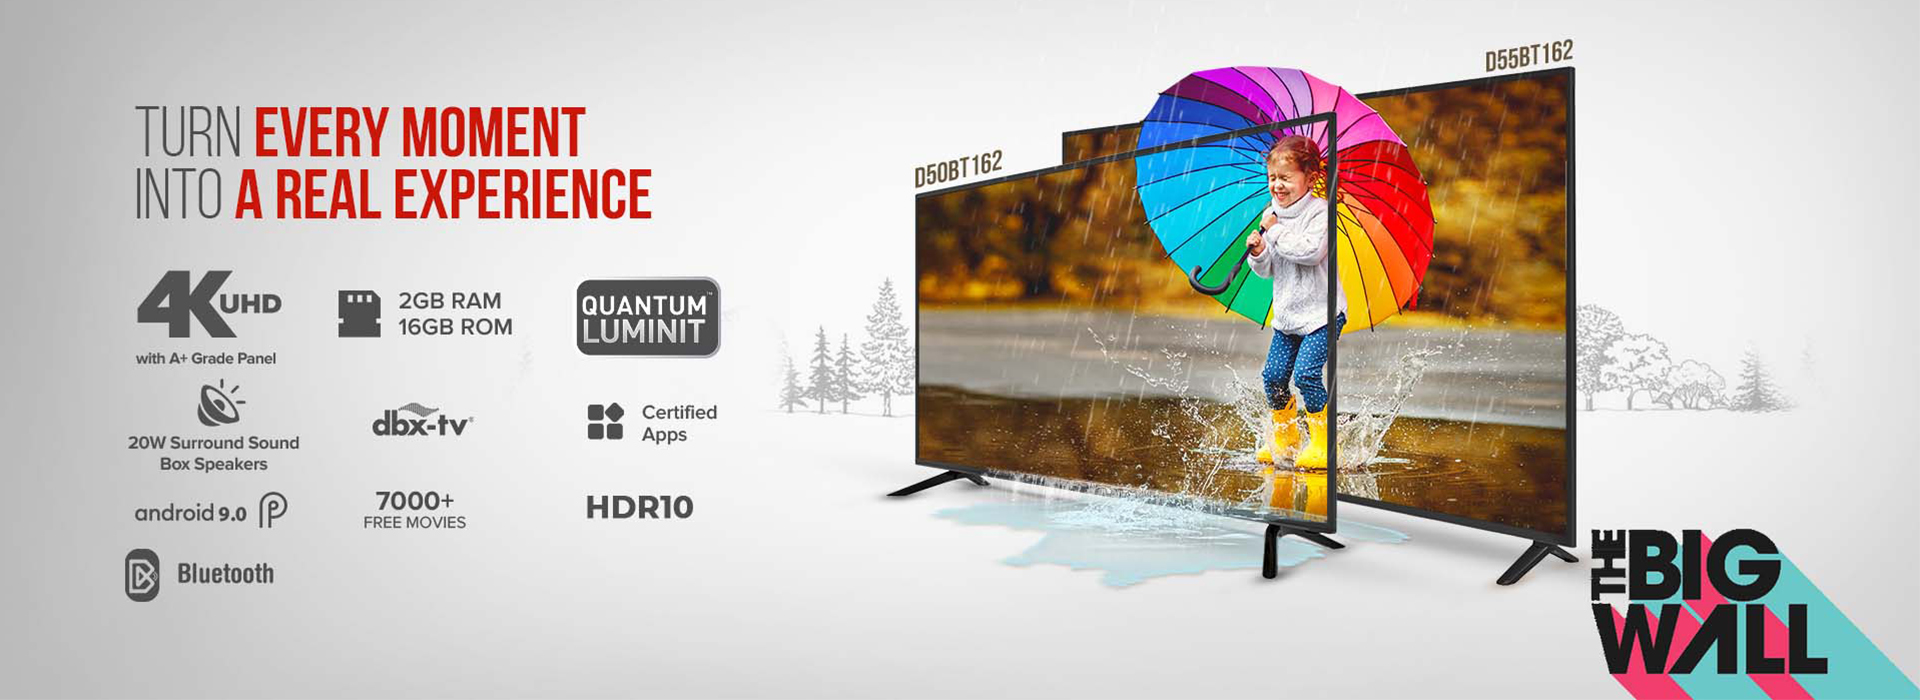 TURN EVERY MOMENT
INTO A REAL EXPERIENCE
4K UHD
with A+ Grade Panel
2GB RAM
16GB ROM
QUANTUM™
LUMINIT
20W Surround Sound
Box Speakers
dbx-tv®
Certified
Apps
android 9.0
7000+
FREE MOVIES
HDR10
Bluetooth
D50BT162
D55BT162
THE
BIG
WALL